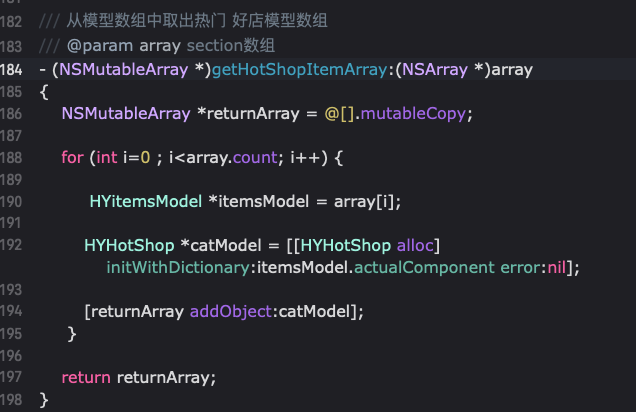 182 /// 从模型数组中取出热门 好店模型数组
183 /// @param array section数组
184 - (NSMutableArray *)getHotShopItemArray:(NSArray *)array
185 {
186 NSMutableArray *returnArray = @[].mutableCopy;
187
188 for (int i=0 ; i<array.count; i++) {
189
190 HYitemsModel *itemsModel = array[i];
191
192 HYHotShop *catModel = [[HYHotShop alloc]
initWithDictionary:itemsModel.actualComponent error:nil];
193
194 [returnArray addObject:catModel];
195 }
196
197 return returnArray;
198 }